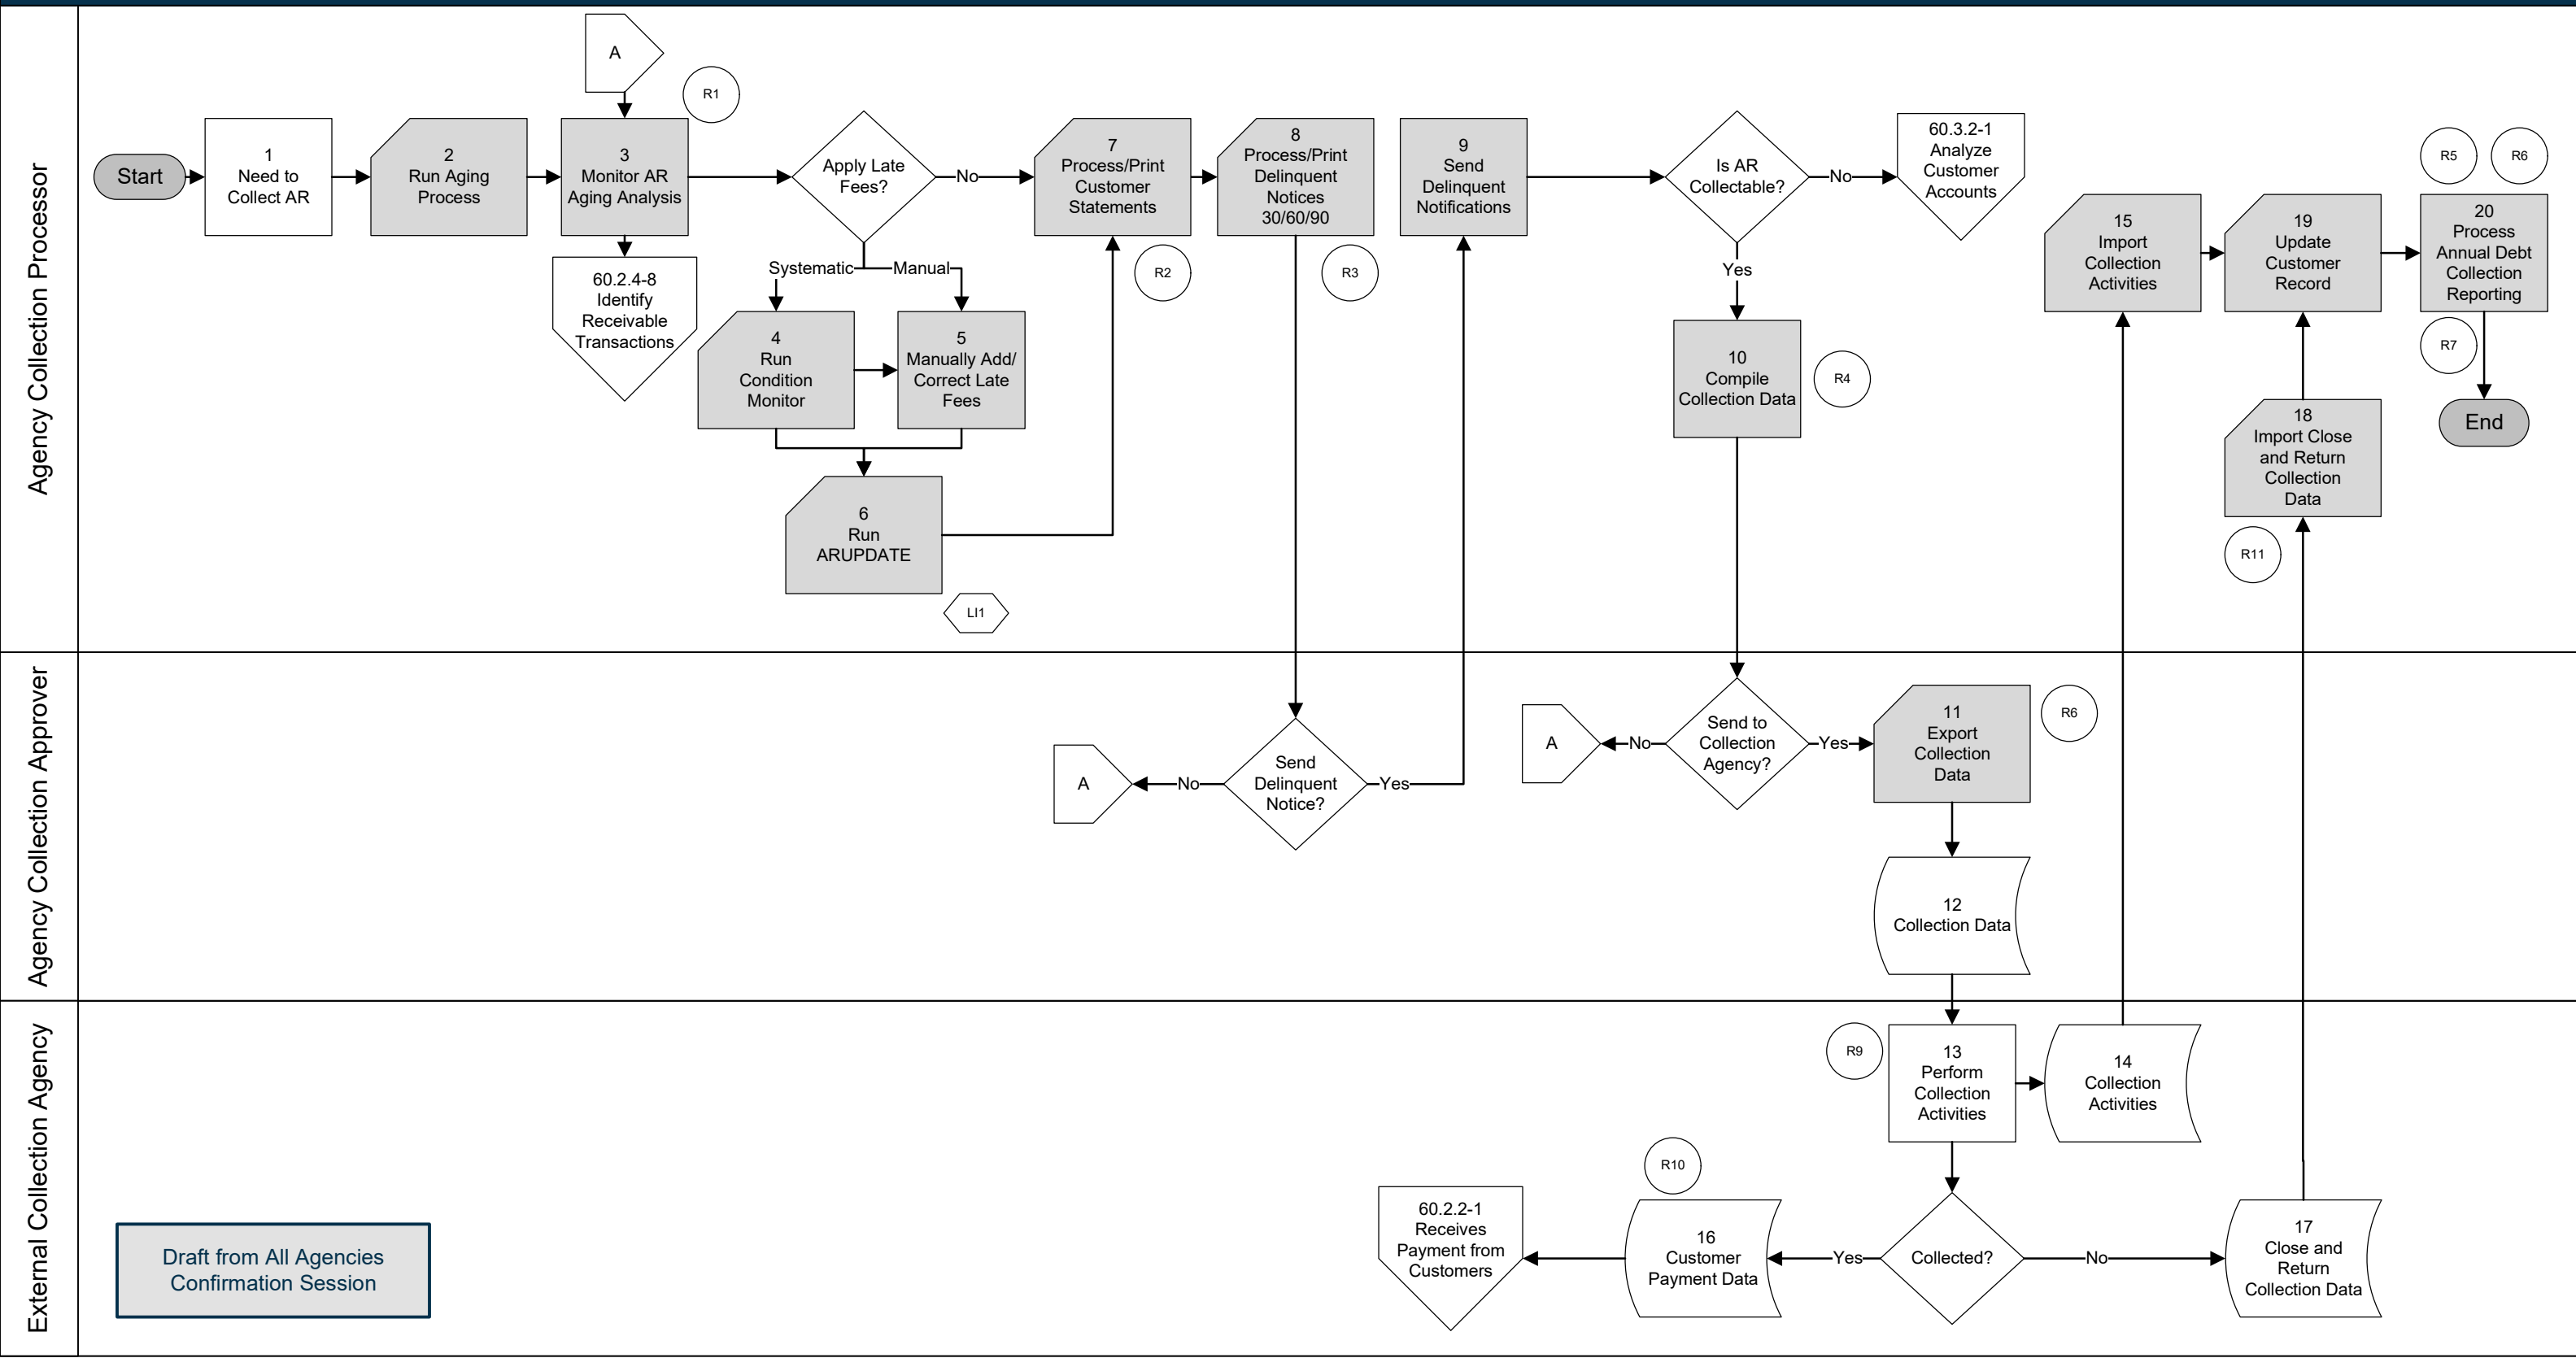 Agency Collection Processor
A
R1
Start
1
Need to
Collect AR
2
Run Aging
Process
3
Monitor AR
Aging Analysis
60.2.4-8
Identify
Receivable
Transactions
Apply Late
Fees?
No
Systematic
Manual
4
Run
Condition
Monitor
5
Manually Add/
Correct Late
Fees
6
Run
ARUPDATE
LI1
7
Process/Print
Customer
Statements
R2
8
Process/Print
Delinquent
Notices
30/60/90
R3
9
Send
Delinquent
Notifications
Is AR
Collectable?
No
60.3.2-1
Analyze
Customer
Accounts
Yes
10
Compile
Collection Data
R4
15
Import
Collection
Activities
19
Update
Customer
Record
R5
R6
20
Process
Annual Debt
Collection
Reporting
R7
End
18
Import Close
and Return
Collection
Data
R11
Agency Collection Approver
A
No
Send
Delinquent
Notice?
Yes
A
No
Send to
Collection
Agency?
Yes
11
Export
Collection
Data
R6
12
Collection Data
External Collection Agency
R9
13
Perform
Collection
Activities
14
Collection
Activities
Collected?
Yes
R10
16
Customer
Payment Data
60.2.2-1
Receives
Payment from
Customers
No
17
Close and
Return
Collection Data
Draft from All Agencies
Confirmation Session